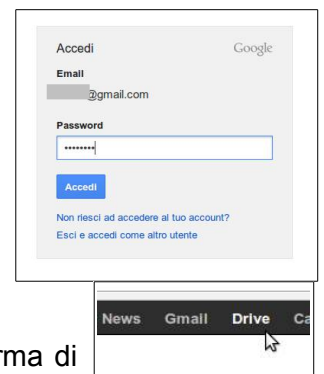 Accedi Google
Email
@gmail.com
Password
••••••••
Accedi
Non riesci ad accedere al tuo account?
Esci e accedi come altro utente
News Gmail Drive
di